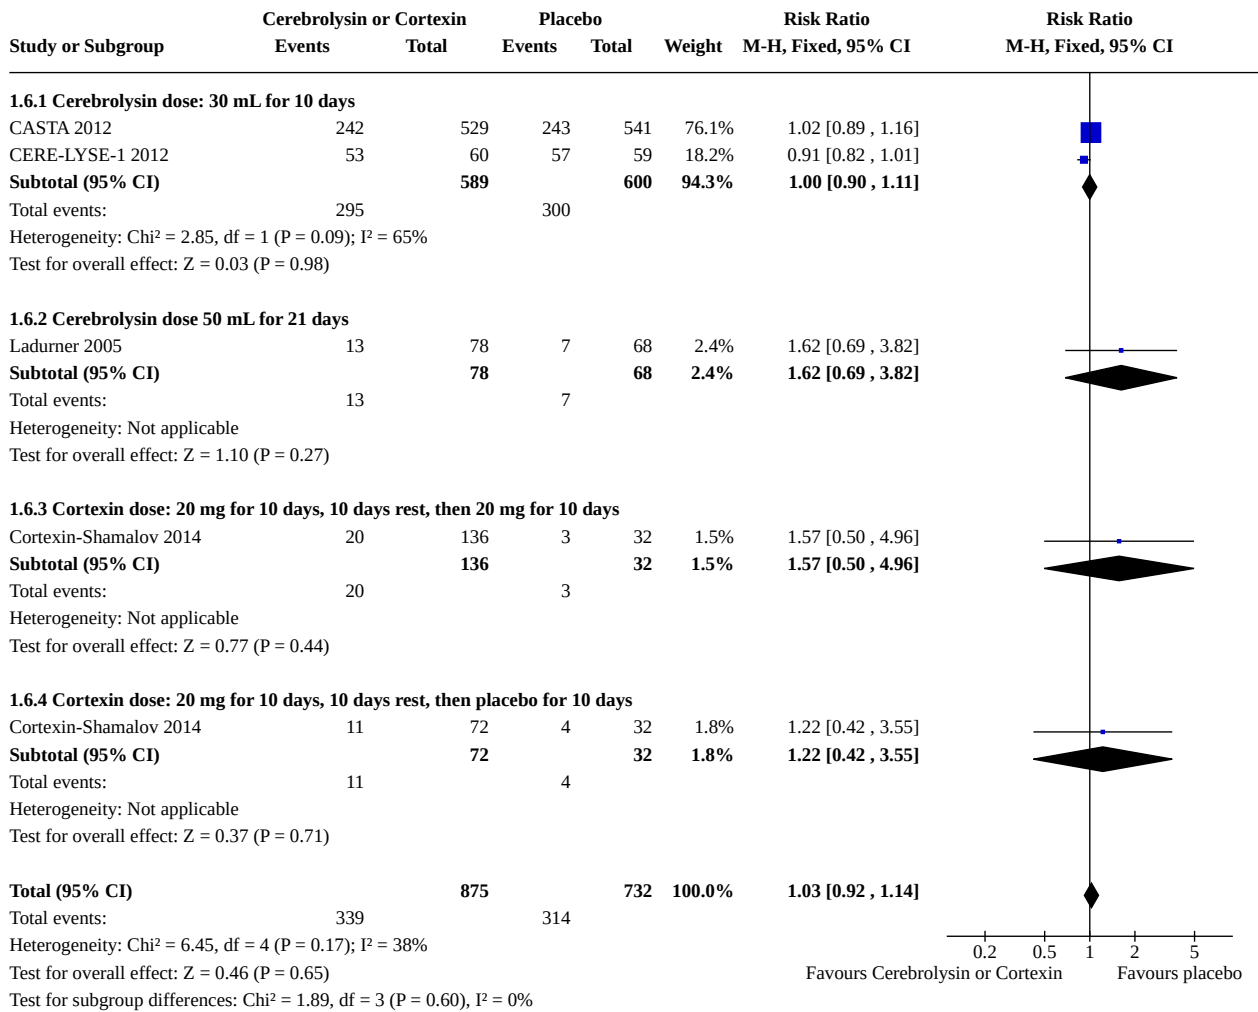 Cerebrolysin or Cortexin Placebo Risk Ratio Risk Ratio
Study or Subgroup Events Total Events Total Weight M-H, Fixed, 95% CI M-H, Fixed, 95% CI
1.6.1 Cerebrolysin dose: 30 mL for 10 days
CASTA 2012 242 529 243 541 76.1% 1.02 [0.89 , 1.16]
CERE-LYSE-1 2012 53 60 57 59 18.2% 0.91 [0.82 , 1.01]
Subtotal (95% CI) 589 600 94.3% 1.00 [0.90 , 1.11]
Total events: 295 300
Heterogeneity: Chi² = 2.85, df = 1 (P = 0.09); I² = 65%
Test for overall effect: Z = 0.03 (P = 0.98)
1.6.2 Cerebrolysin dose 50 mL for 21 days
Ladurner 2005 13 78 7 68 2.4% 1.62 [0.69 , 3.82]
Subtotal (95% CI) 78 68 2.4% 1.62 [0.69 , 3.82]
Total events: 13 7
Heterogeneity: Not applicable
Test for overall effect: Z = 1.10 (P = 0.27)
1.6.3 Cortexin dose: 20 mg for 10 days, 10 days rest, then 20 mg for 10 days
Cortexin-Shamalov 2014 20 136 3 32 1.5% 1.57 [0.50 , 4.96]
Subtotal (95% CI) 136 32 1.5% 1.57 [0.50 , 4.96]
Total events: 20 3
Heterogeneity: Not applicable
Test for overall effect: Z = 0.77 (P = 0.44)
1.6.4 Cortexin dose: 20 mg for 10 days, 10 days rest, then placebo for 10 days
Cortexin-Shamalov 2014 11 72 4 32 1.8% 1.22 [0.42 , 3.55]
Subtotal (95% CI) 72 32 1.8% 1.22 [0.42 , 3.55]
Total events: 11 4
Heterogeneity: Not applicable
Test for overall effect: Z = 0.37 (P = 0.71)
Total (95% CI) 875 732 100.0% 1.03 [0.92 , 1.14]
Total events: 339 314
Heterogeneity: Chi² = 6.45, df = 4 (P = 0.17); I² = 38%
0.2 0.5 1 2 5
Test for overall effect: Z = 0.46 (P = 0.65) Favours Cerebrolysin or Cortexin Favours placebo
Test for subgroup differences: Chi² = 1.89, df = 3 (P = 0.60), I² = 0%